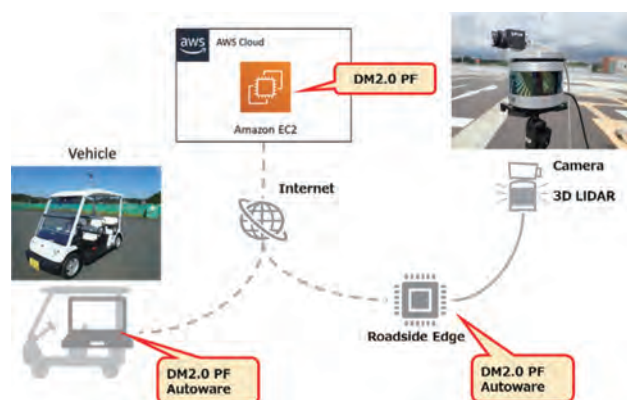 aws
AWS Cloud
DM2.0 PF
Amazon EC2
Vehicle
Internet
Camera
3D LIDAR
Roadside Edge
DM2.0 PF
Autoware
DM2.0 PF
Autoware